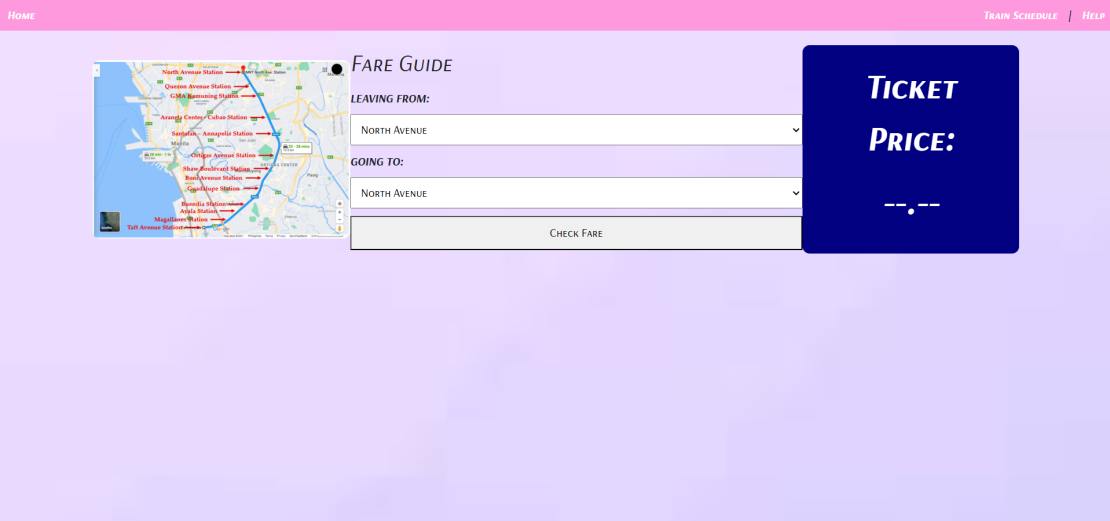 Home
Train Schedule | Help
North Avenue Station
Quezon Avenue Station
GMA Kamuning Station
Araneta Center - Cubao Station
Santolan - Annapolis Station
Ortigas Avenue Station
Shaw Boulevard Station
Boni Avenue Station
Guadalupe Station
Buendia Station
Ayala Station
Magallanes Station
Taft Avenue Station
Manila
Pasig
Fare Guide
LEAVING FROM:
North Avenue
GOING TO:
North Avenue
Check Fare
Ticket
Price:
--.--